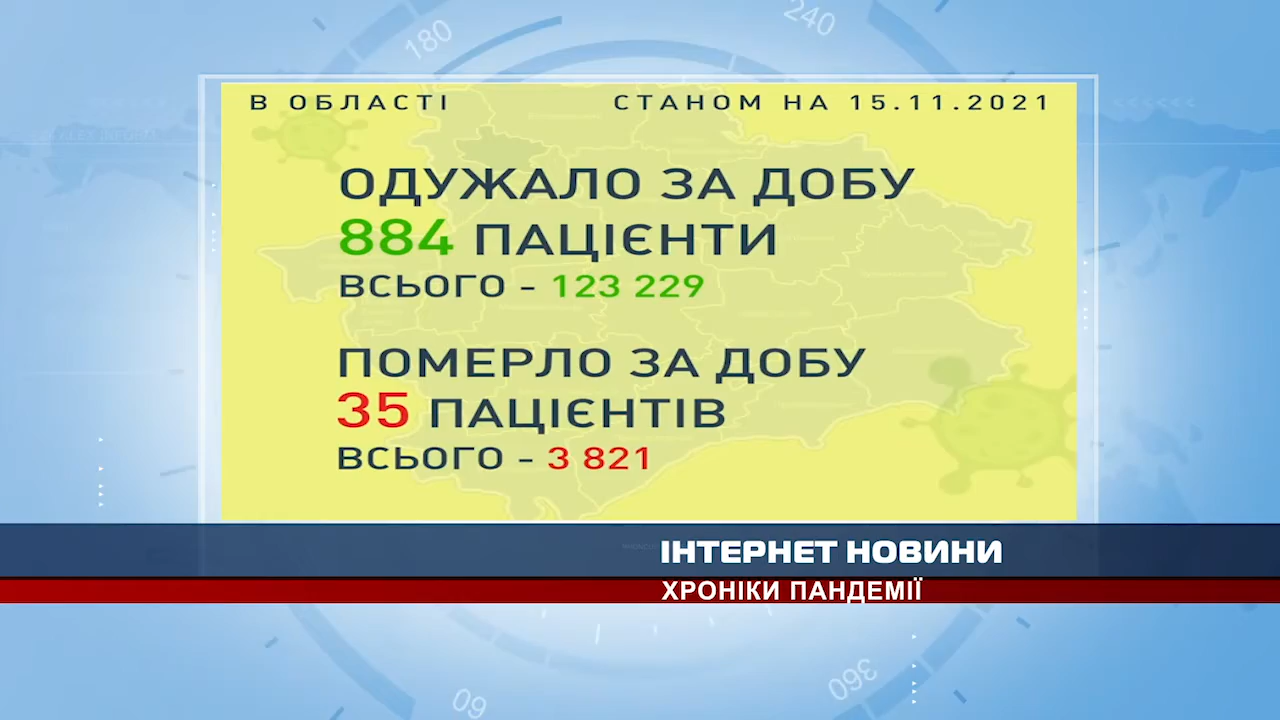 180
240
В ОБЛАСТІ СТАНОМ НА 15.11.2021
ОДУЖАЛО ЗА ДОБУ
884 ПАЦІЄНТИ
ВСЬОГО - 123 229
ПОМЕРЛО ЗА ДОБУ
35 ПАЦІЄНТІВ
ВСЬОГО - 3 821
ІНТЕРНЕТ НОВИНИ
ХРОНІКИ ПАНДЕМІЇ
60
360